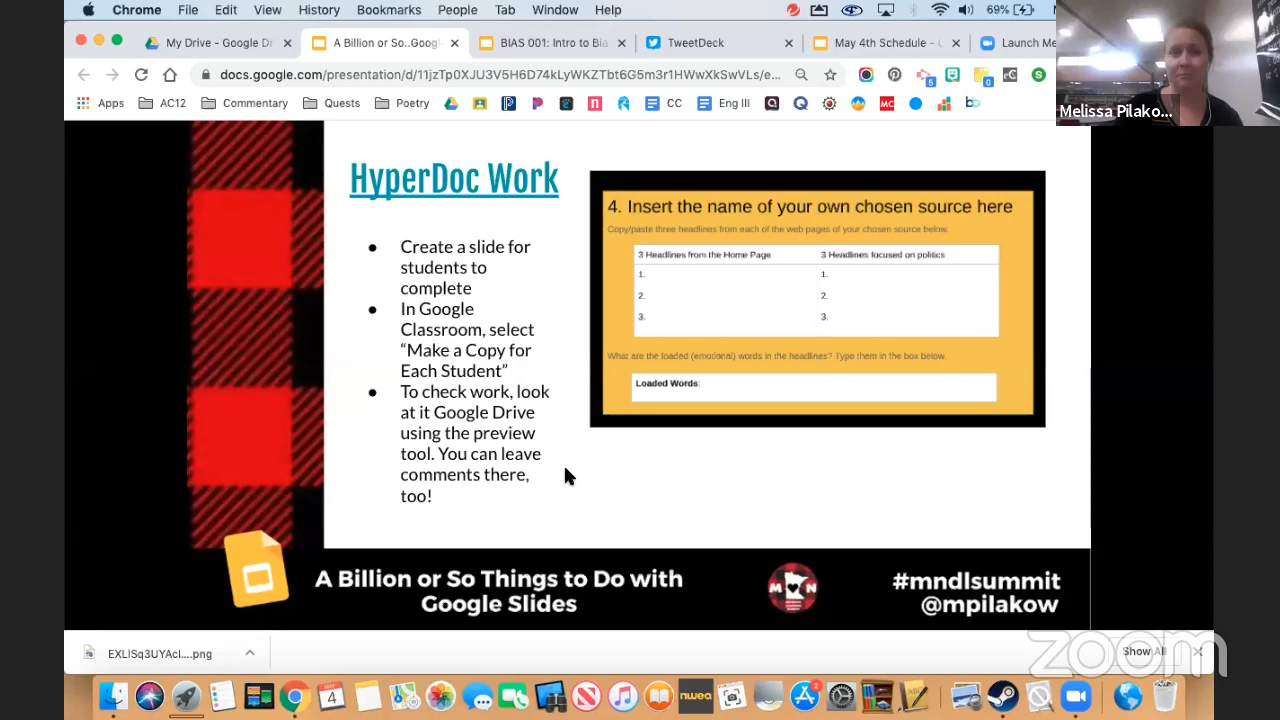 Chrome File Edit View History Bookmarks People Tab Window Help 69%
My Drive - Google Dr
A Billion or So..Goog
BIAS 001: Intro to Bia
TweetDeck
May 4th Schedule - G
Launch Me
docs.google.com/presentation/d/11jzTp0XJU3V5H6D74kLyWKZTbt6G5m3r1HWwXkSwVLs/e...
Apps AC12 Commentary Quests Poetry CC Eng III
Melissa Pilako...
HyperDoc Work
● Create a slide for
students to
complete
● In Google
Classroom, select
“Make a Copy for
Each Student”
● To check work, look
at it Google Drive
using the preview
tool. You can leave
comments there,
too!
4. Insert the name of your own chosen source here
Copy/paste three headlines from each of the web pages of your chosen source below.
3 Headlines from the Home Page 3 Headlines focused on politics
1. 1.
2. 2.
3. 3.
What are the loaded (emotional) words in the headlines? Type them in the box below.
Loaded Words:
A Billion or So Things to Do with
Google Slides
M N
#mndlsummit
@mpilakow
EXLlSq3UYAcI....png
Show All
zoom
nwea